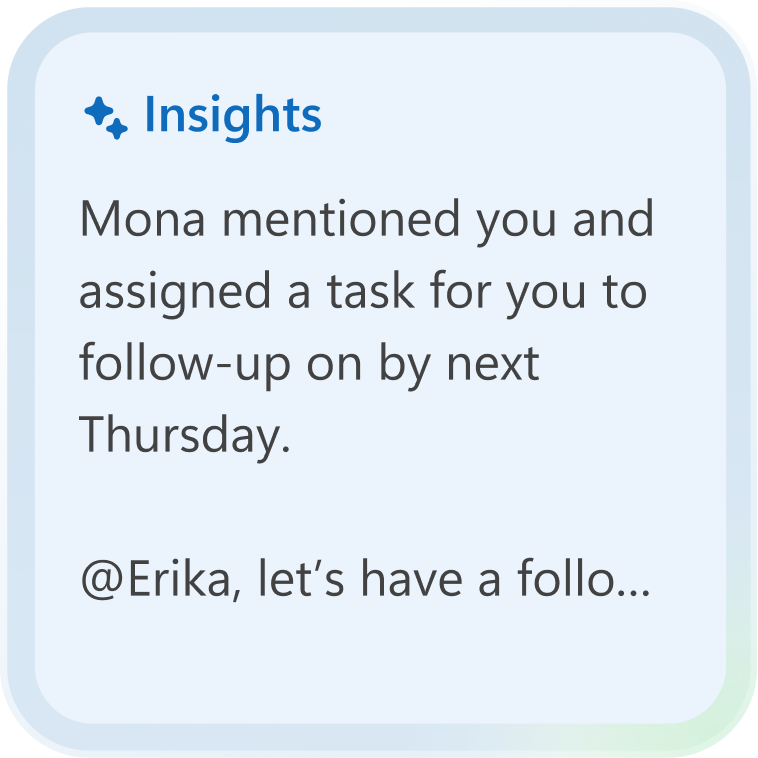 Insights
Mona mentioned you and
assigned a task for you to
follow-up on by next
Thursday.
@Erika, let’s have a follo...